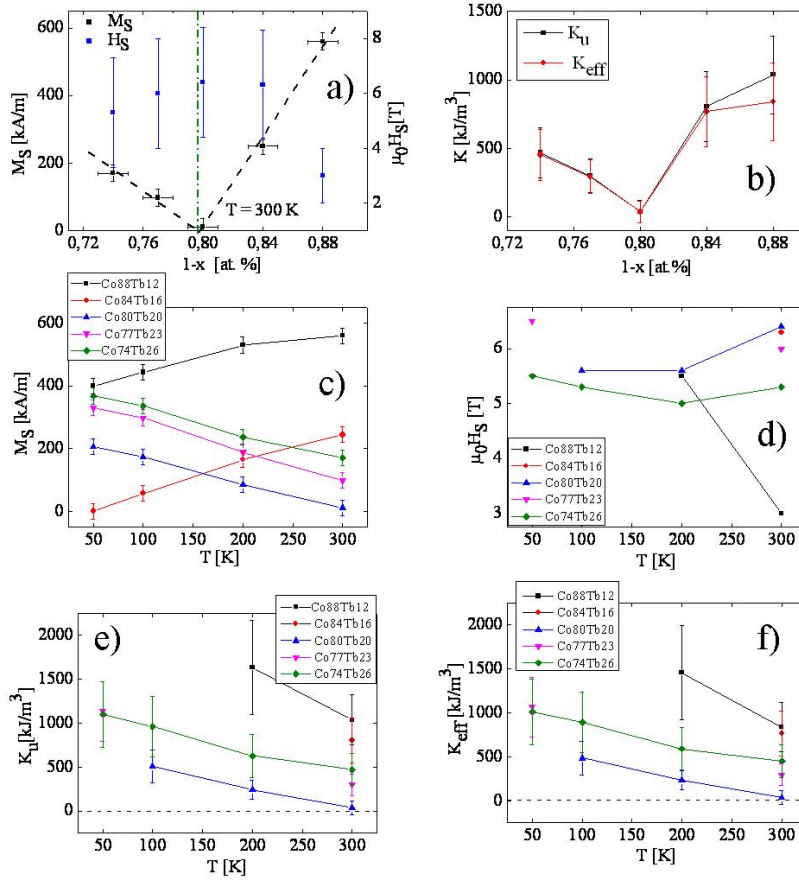 600
400
200
0
M_S [kA/m]
M_S
H_S
a)
T = 300 K
8
6
4
2
μ₀H_S[T]
0,72 0,76 0,80 0,84 0,88
1-x [at.%]
1500
1000
500
0
K [kJ/m³]
K_u
K_eff
b)
0,72 0,76 0,80 0,84 0,88
1-x [at.%]
Co88Tb12
Co84Tb16
Co80Tb20
Co77Tb23
Co74Tb26
600
400
200
0
M_S [kA/m]
c)
50 100 150 200 250 300
T [K]
6
5
4
3
μ₀H_S [T]
d)
Co88Tb12
Co84Tb16
Co80Tb20
Co77Tb23
Co74Tb26
50 100 150 200 250 300
T [K]
e)
Co88Tb12
Co84Tb16
Co80Tb20
Co77Tb23
Co74Tb26
2000
1500
1000
500
0
K_u[kJ/m³]
50 100 150 200 250 300
T [K]
Co88Tb12
Co84Tb16
Co80Tb20
Co77Tb23
Co74Tb26
f)
2000
1500
1000
500
0
K_eff[kJ/m³]
50 100 150 200 250 300
T [K]